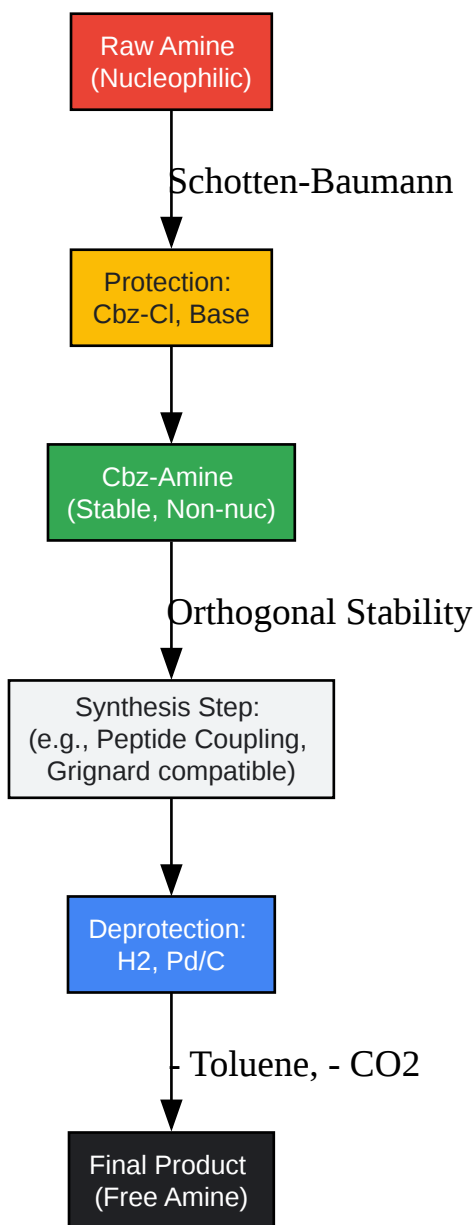 Raw Amine
(Nucleophilic)
Schotten-Baumann
Protection:
Cbz-Cl, Base
Cbz-Amine
(Stable, Non-nuc)
Orthogonal Stability
Synthesis Step:
(e.g., Peptide Coupling,
Grignard compatible)
Deprotection:
H2, Pd/C
- Toluene, - CO2
Final Product
(Free Amine)